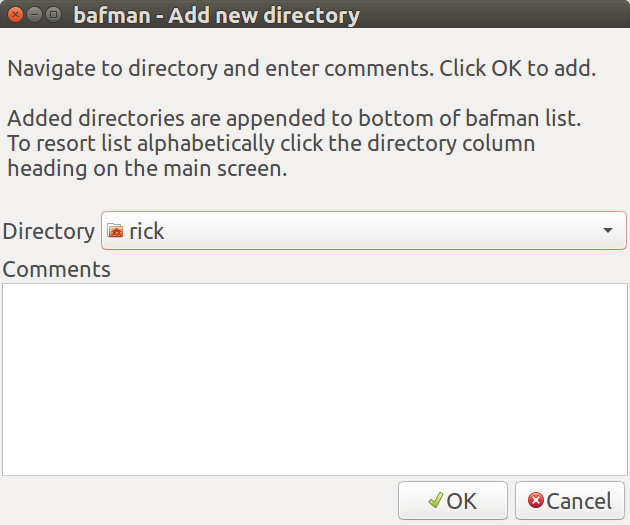 bafman - Add new directory
Navigate to directory and enter comments. Click OK to add.
Added directories are appended to bottom of bafman list.
To resort list alphabetically click the directory column
heading on the main screen.
Directory rick
Comments
OK Cancel